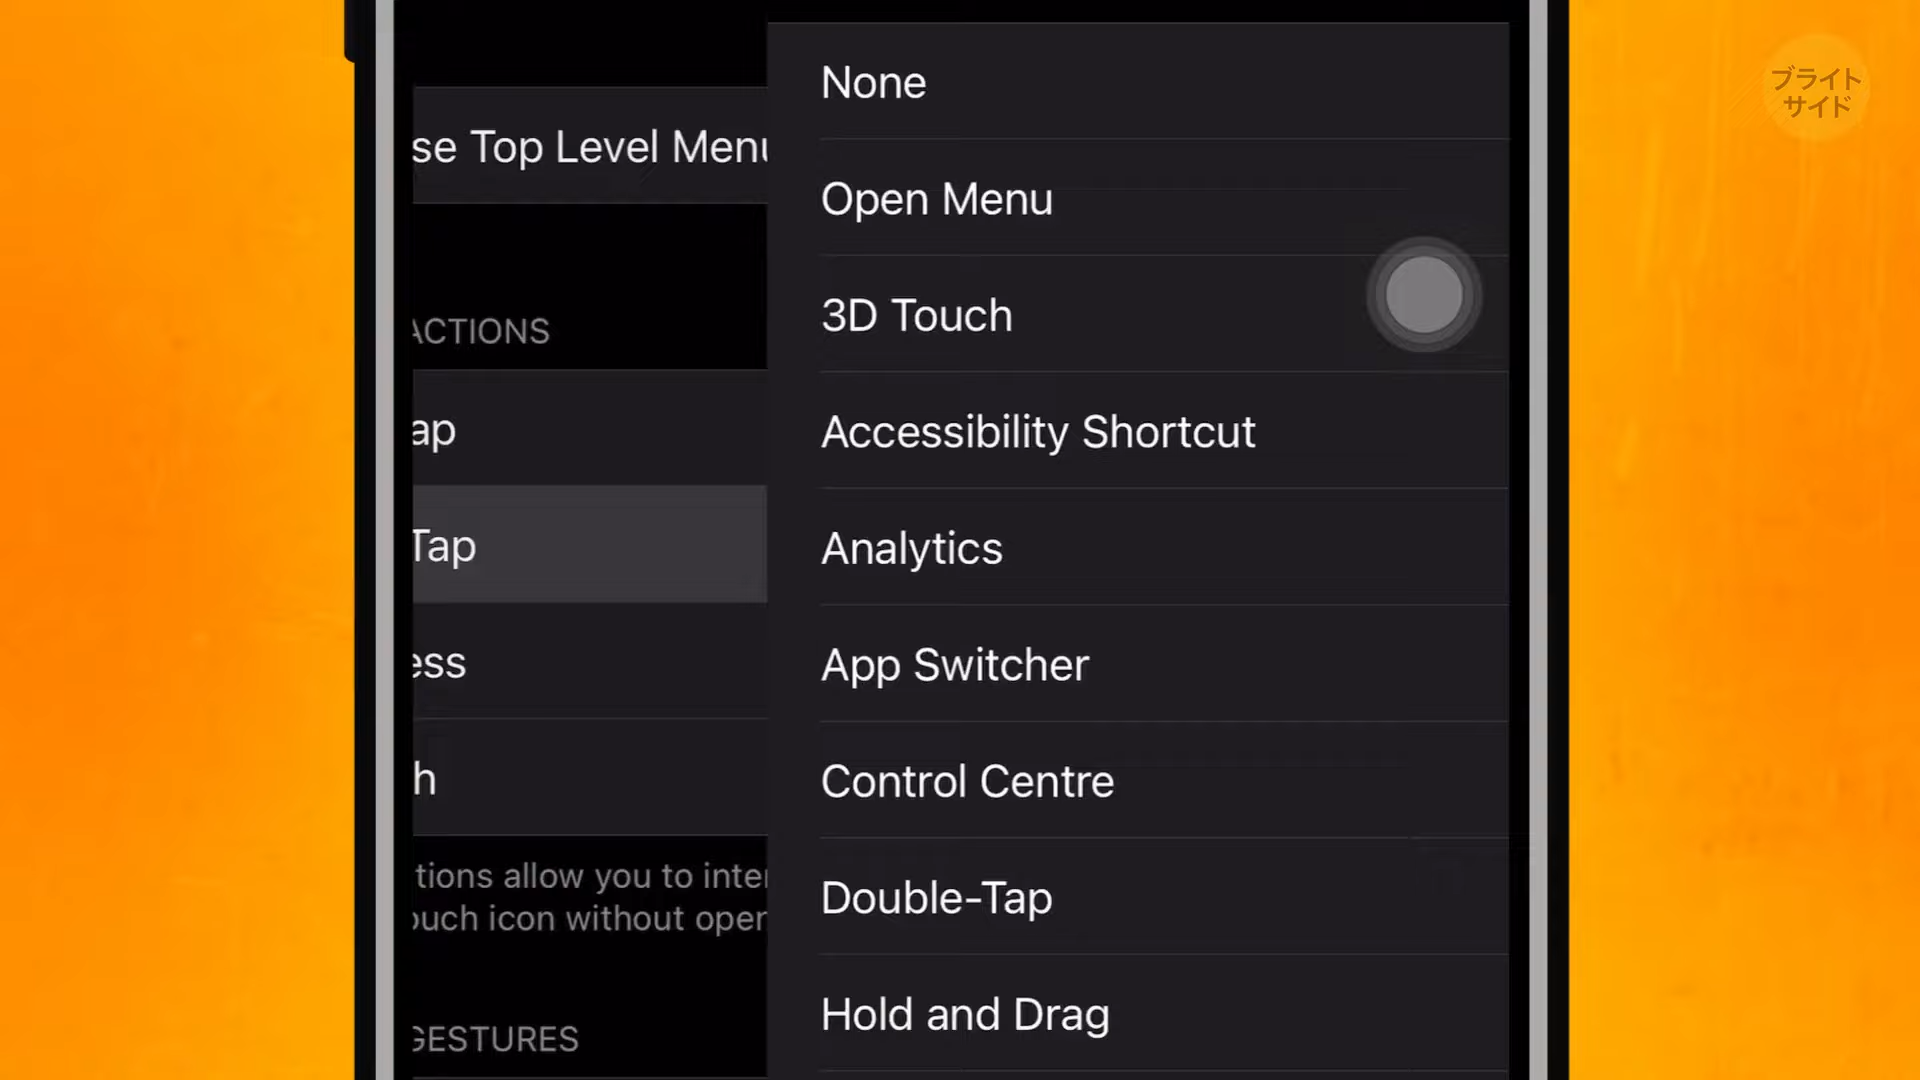 se Top Level Menu
ACTIONS
ap
Tap
ess
h
tions allow you to inter
ouch icon without oper
GESTURES
None
Open Menu
3D Touch
Accessibility Shortcut
Analytics
App Switcher
Control Centre
Double-Tap
Hold and Drag
ブライト
サイド